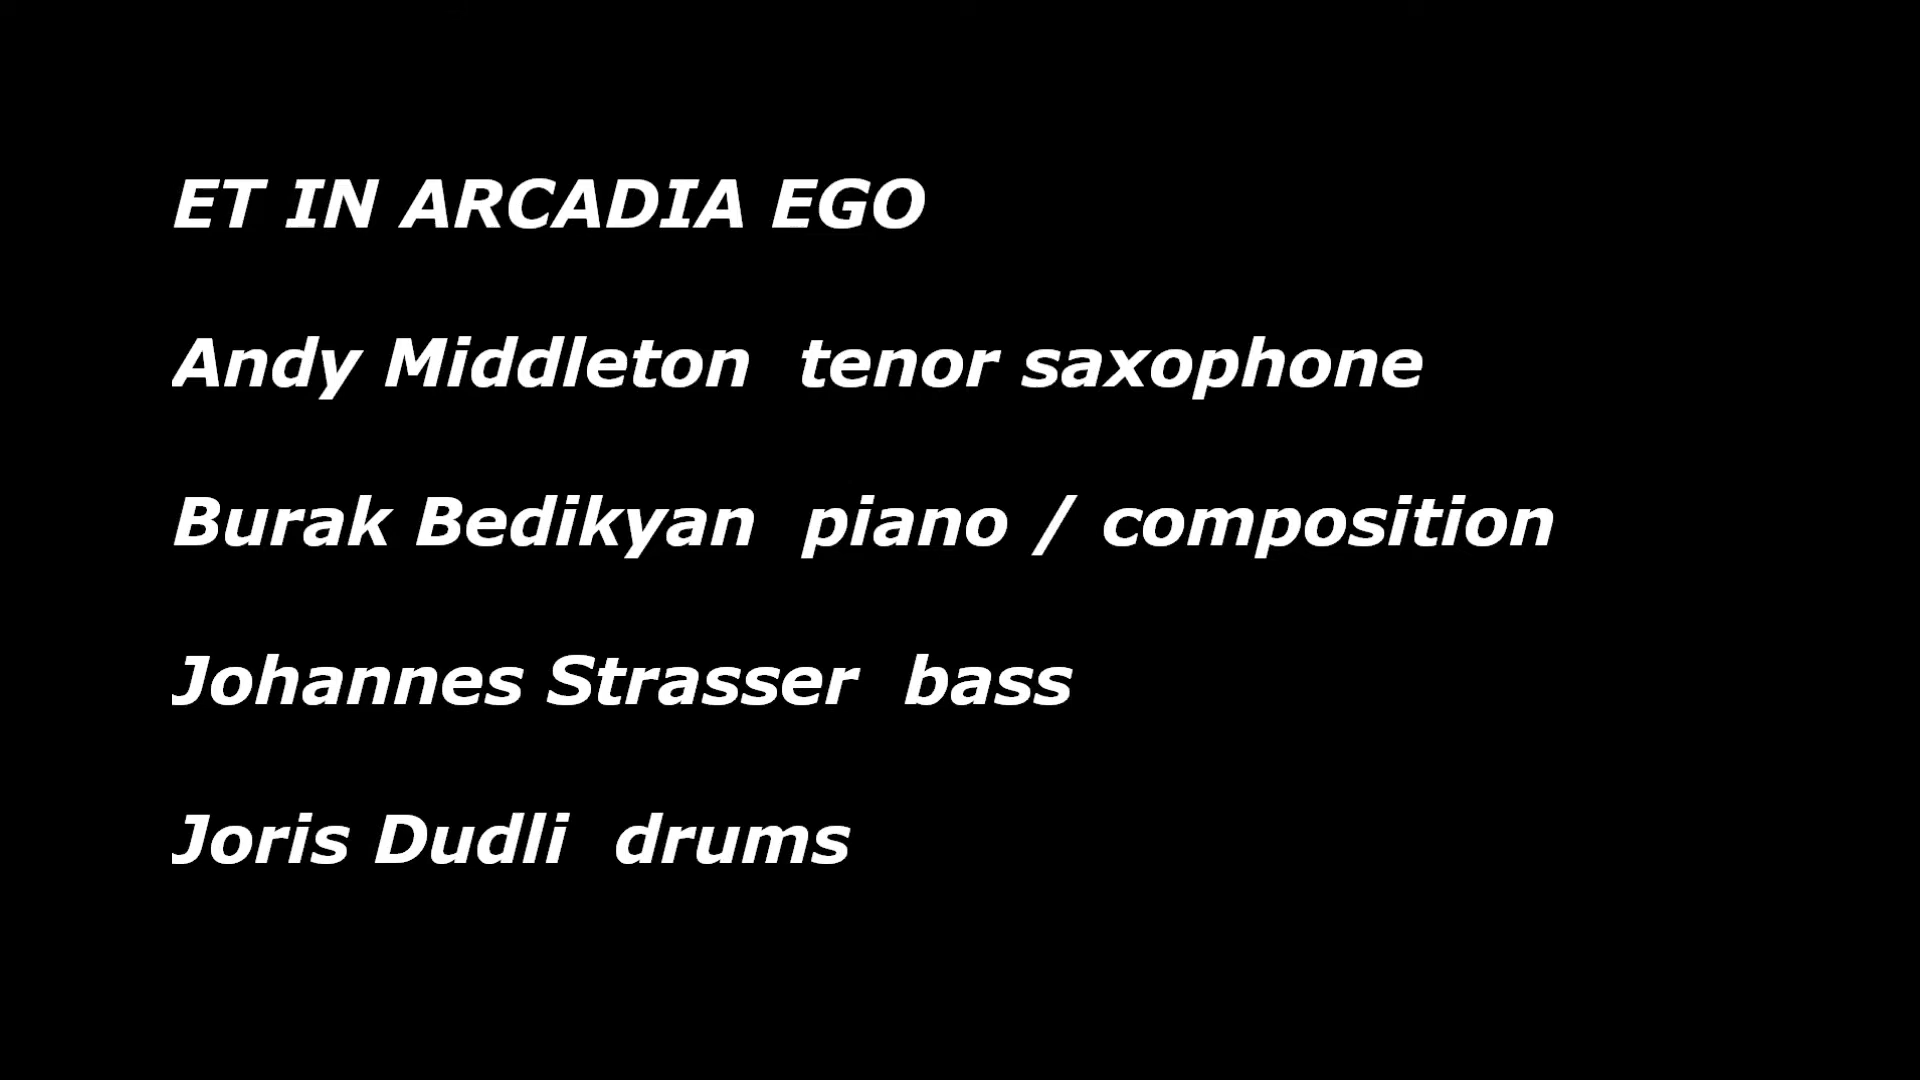 ET IN ARCADIA EGO
Andy Middleton  tenor saxophone
Burak Bedikyan  piano / composition
Johannes Strasser  bass
Joris Dudli  drums